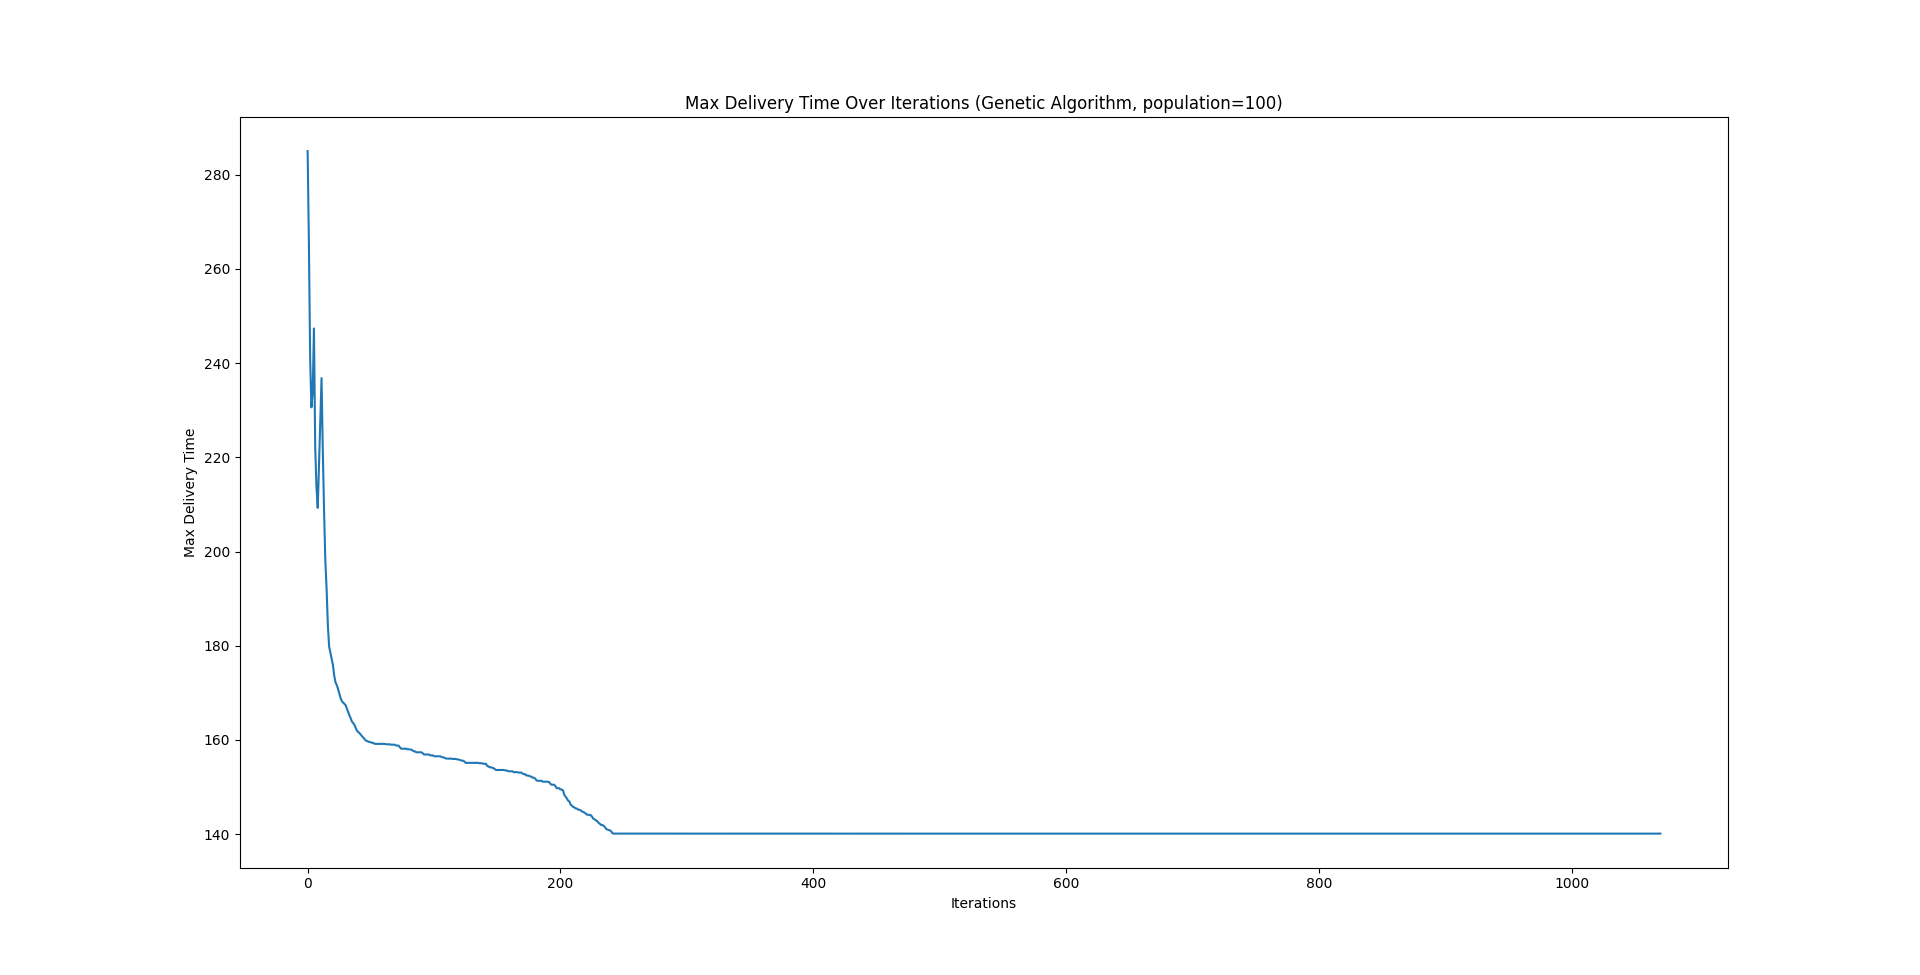 Max Delivery Time Over Iterations (Genetic Algorithm, population=100)
280
260
240
220
200
180
160
140
Max Delivery Time
0 200 400 600 800 1000
Iterations